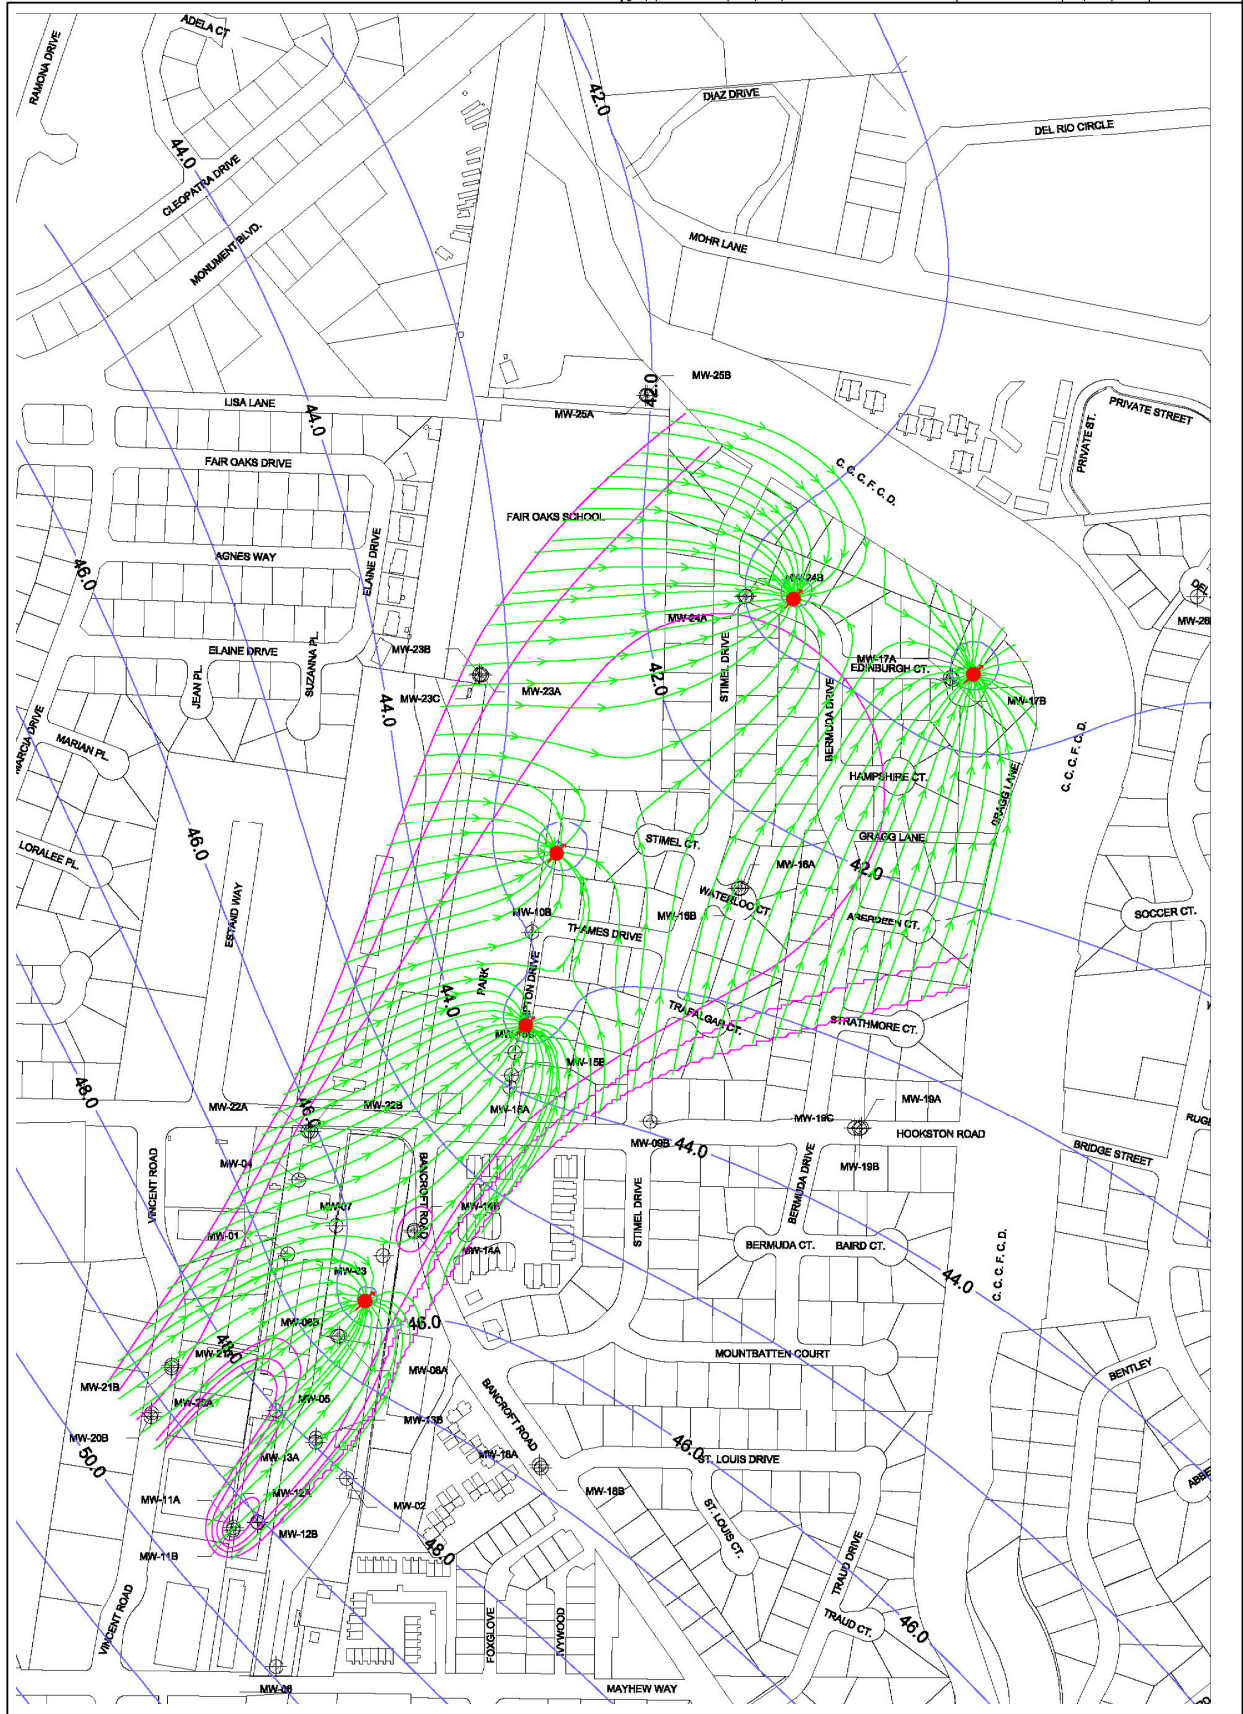 ADELA CT
RAMONA DRIVE
42.0
DIAZ DRIVE
DEL RIO CIRCLE
44.0
CLEOPATRA DRIVE
MONUMENT BLVD.
MOHR LANE
MW-25B
42.0
LISA LANE
MW-25A
44.0
PRIVATE STREET
PRIVATE ST.
FAIR OAKS DRIVE
C. C. C. F. C. D.
FAIR OAKS SCHOOL
AGNES WAY
ELAINE DRIVE
46.0
MW-24B
MW-24A
MW-23B
ELAINE DRIVE
SUZANNA PL.
JEAN PL.
MW-17A
EDINBURGH CT.
42.0
STIMEL DRIVE
MW-23A
MW-23C
MW-17B
44.0
BERMUDA DRIVE
MARCIA DRIVE
MARIAN PL.
C. C. C. F. C. D.
HAMPSHIRE CT.
GRAGG LANE
46.0
STIMEL CT.
GRAGG LANE
LORALEE PL.
MW-16A
42.0
WATERLOO CT.
MW-10B
MW-16B
ABERDEEN CT.
SOCCER CT.
ESTAND WAY
THAMES DRIVE
PARK
44.0
TRAFALGAR CT.
STRATHMORE CT.
MW-15B
48.0
MW-22A
MW-22B
46.0
MW-15A
MW-19A
MW-19C
HOOKSTON ROAD
MW-09B
44.0
BRIDGE STREET
MW-04
MW-19B
VINCENT ROAD
BANCROFT ROAD
BERMUDA DRIVE
STIMEL DRIVE
MW-07
MW-14B
MW-01
MW-14A
BERMUDA CT.
BAIRD CT.
C. C. C. F. C. D.
MW-03
44.0
46.0
48.0
MOUNTBATTEN COURT
MW-08A
BENTLEY
MW-21B
MW-20A
MW-05
MW-13B
BANCROFT ROAD
MW-20B
50.0
MW-13A
MW-18A
46.0
ST. LOUIS DRIVE
MW-11A
MW-12A
MW-02
MW-18B
MW-12B
MW-11B
48.0
ST. LOUIS CT.
TRAUD DRIVE
VINCENT ROAD
FOXGLOVE
IVYWOOD
TRAUD CT.
46.0
MAYHEW WAY